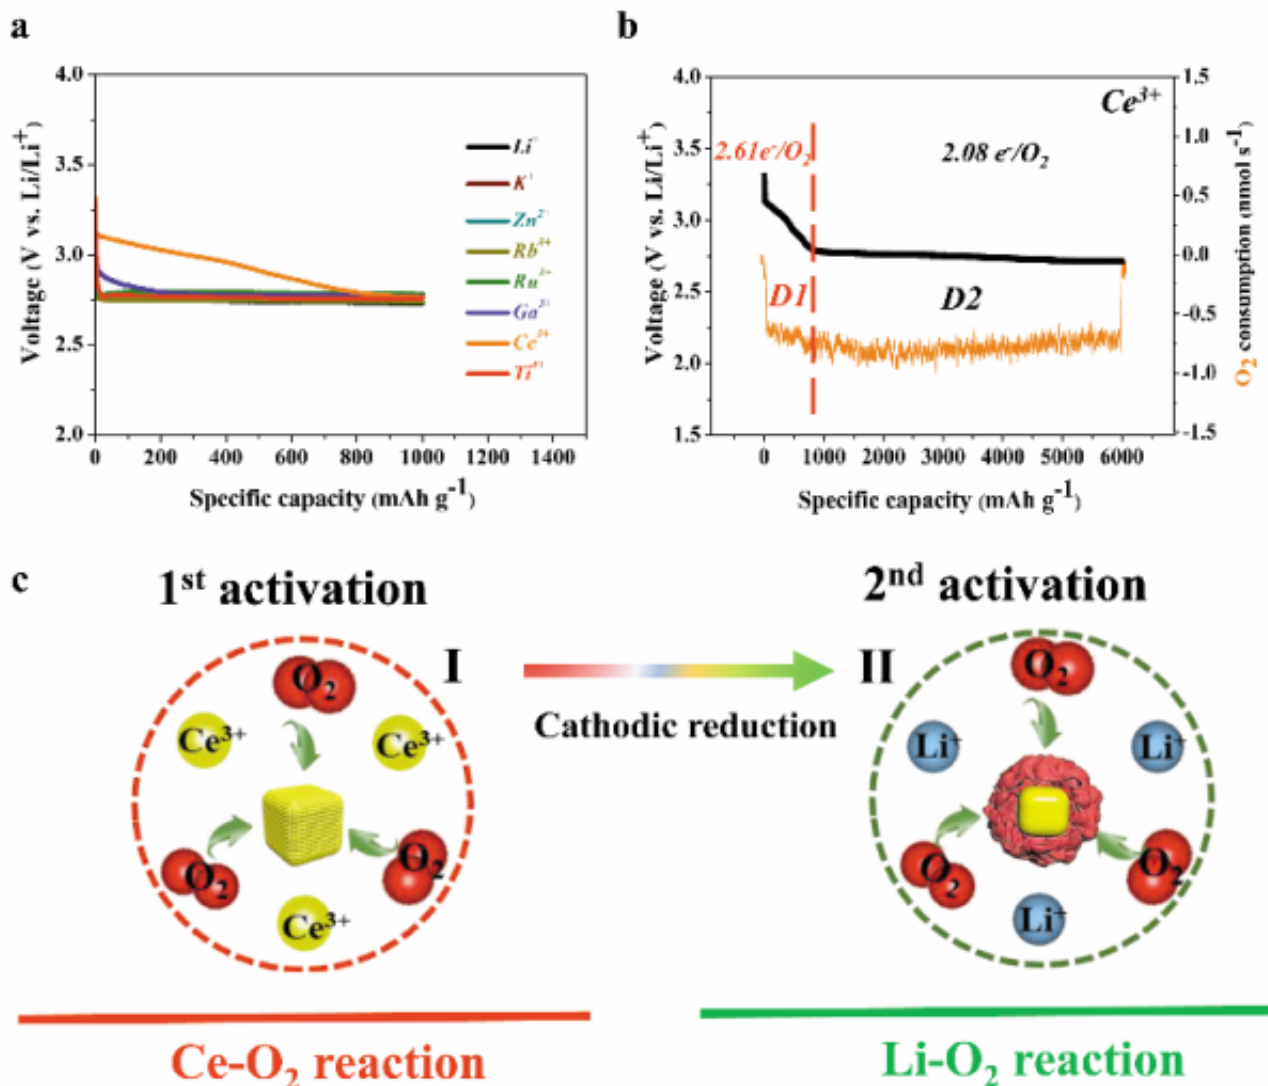 a
4.0
3.5
3.0
2.5
2.0
Voltage (V vs. Li/Li⁺)
Li⁺
K⁺
Zn²⁺
Rb³⁺
Ru³⁺
Ga³⁺
Ce³⁺
Ti⁴⁺
0 200 400 600 800 1000 1200 1400
Specific capacity (mAh g⁻¹)
b
4.0
3.5
3.0
2.5
2.0
1.5
Voltage (V vs. Li/Li⁺)
Ce³⁺
2.61e⁻/O₂
2.08 e⁻/O₂
D1
D2
1.5
1.0
0.5
0.0
-0.5
-1.0
-1.5
O₂ consumption (nmol s⁻¹)
0 1000 2000 3000 4000 5000 6000
Specific capacity (mAh g⁻¹)
c
1ˢᵗ activation
I
O₂
Ce³⁺
Ce³⁺
O₂
O₂
Ce³⁺
Ce-O₂ reaction
Cathodic reduction
2ⁿᵈ activation
II
O₂
Li⁺
Li⁺
O₂
O₂
Li⁺
Li-O₂ reaction